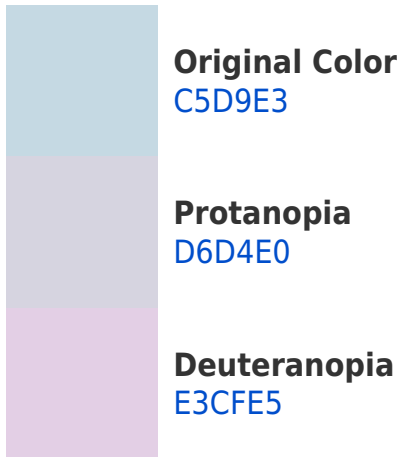 Original Color
C5D9E3
Protanopia
D6D4E0
Deuteranopia
E3CFE5